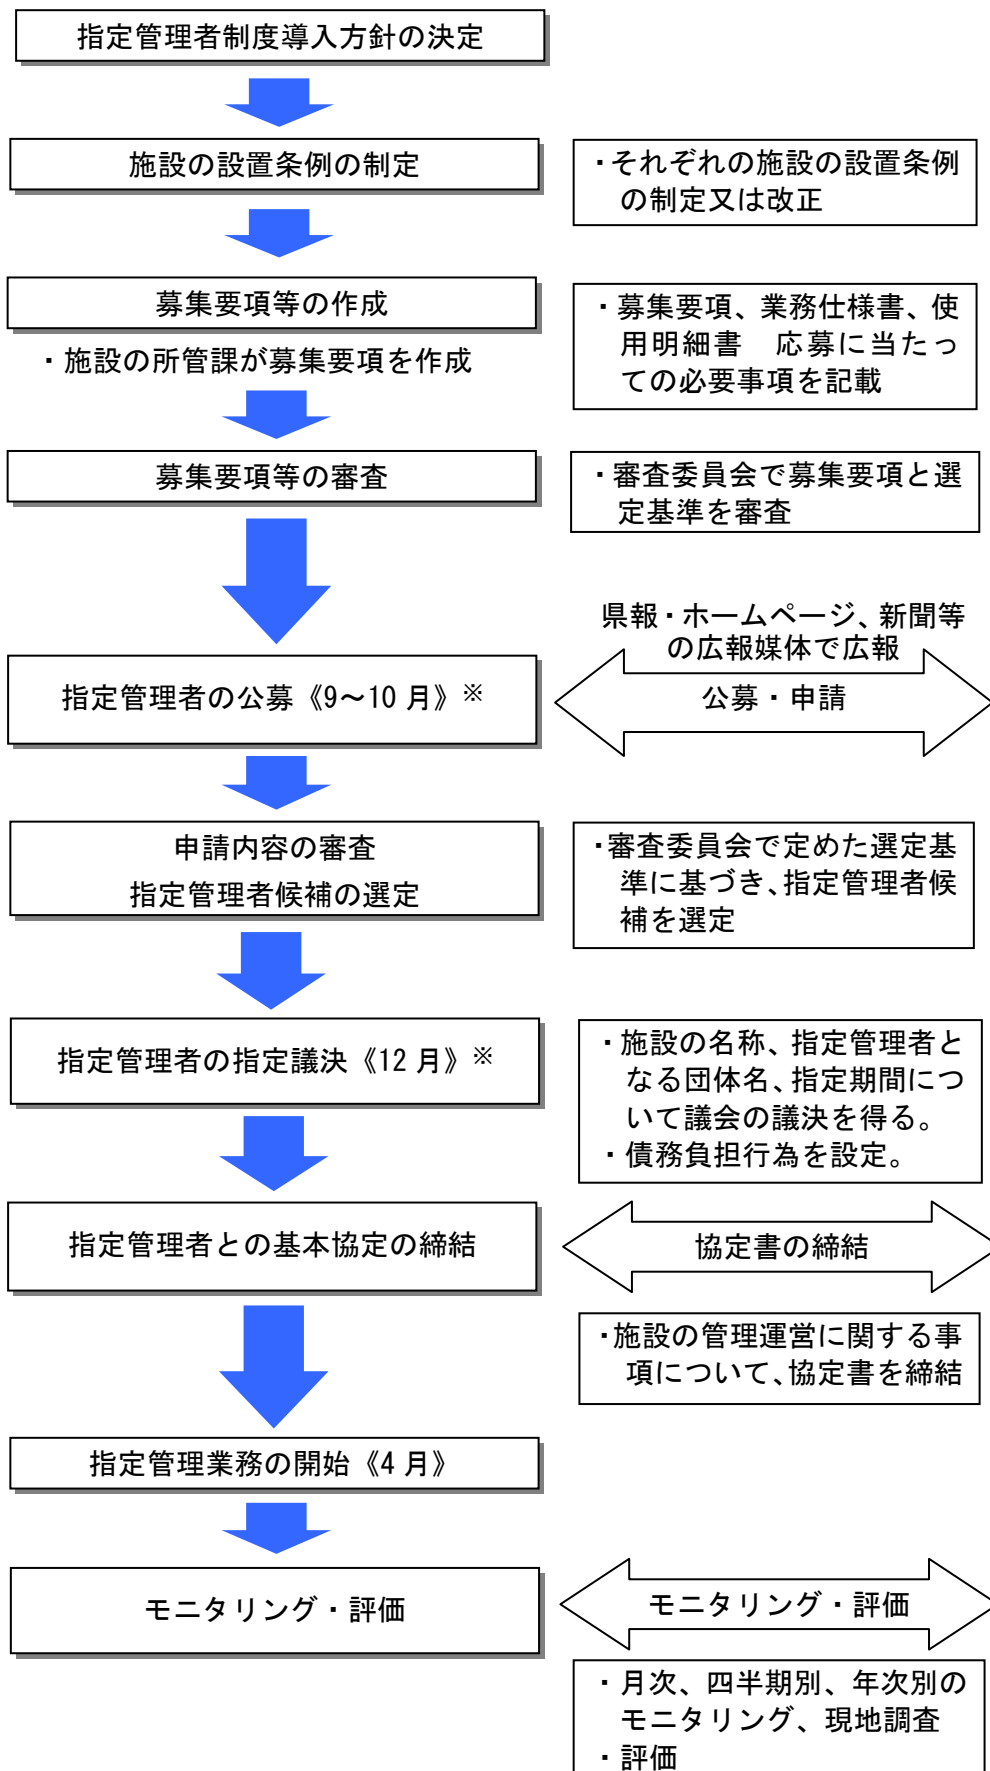 指定管理者制度導入方針の決定
施設の設置条例の制定
・それぞれの施設の設置条例
の制定又は改正
募集要項等の作成
・施設の所管課が募集要項を作成
・募集要項、業務仕様書、使
用明細書　応募に当たっ
ての必要事項を記載
募集要項等の審査
・審査委員会で募集要項と選
定基準を審査
県報・ホームページ、新聞等
の広報媒体で広報
指定管理者の公募《9～10 月》※
公募・申請
申請内容の審査
指定管理者候補の選定
・審査委員会で定めた選定基
準に基づき、指定管理者候
補を選定
指定管理者の指定議決《12 月》※
・施設の名称、指定管理者と
なる団体名、指定期間につ
いて議会の議決を得る。
・債務負担行為を設定。
指定管理者との基本協定の締結
協定書の締結
・施設の管理運営に関する事
項について、協定書を締結
指定管理業務の開始《4 月》
モニタリング・評価
モニタリング・評価
・月次、四半期別、年次別の
モニタリング、現地調査
・評価